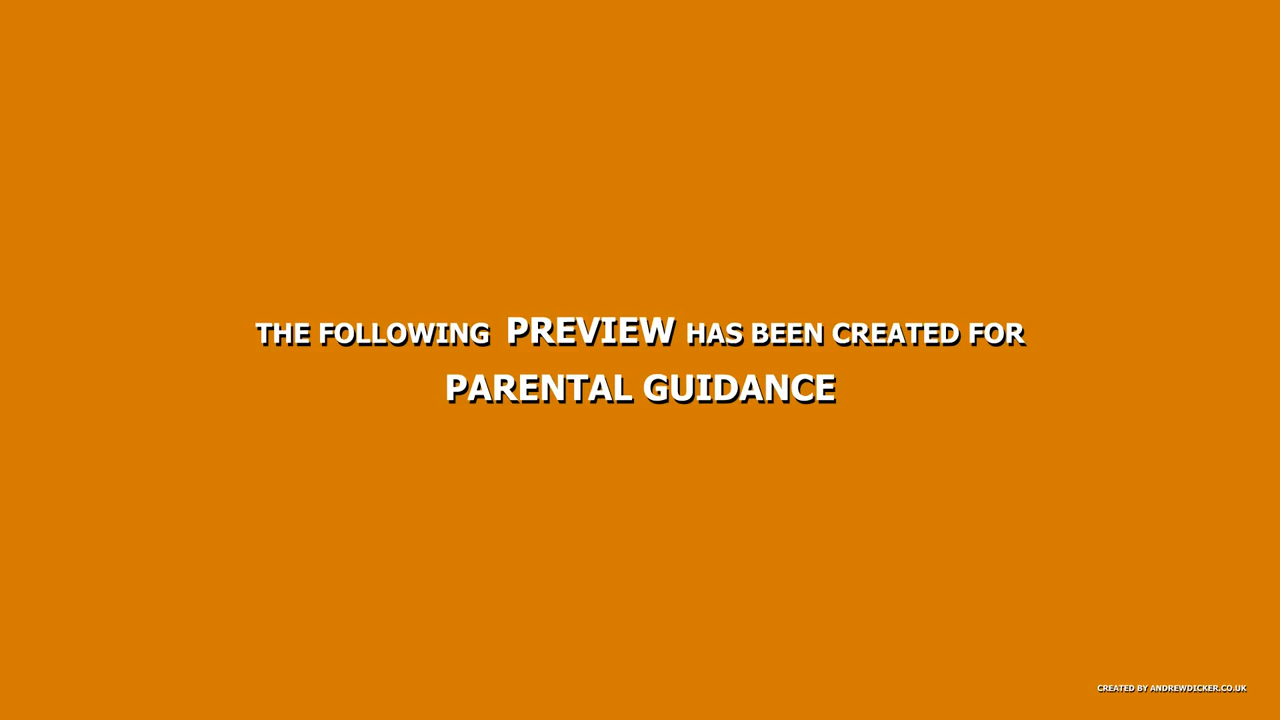 THE FOLLOWING PREVIEW HAS BEEN CREATED FOR
PARENTAL GUIDANCE
CREATED BY ANDREWDICKER.CO.UK